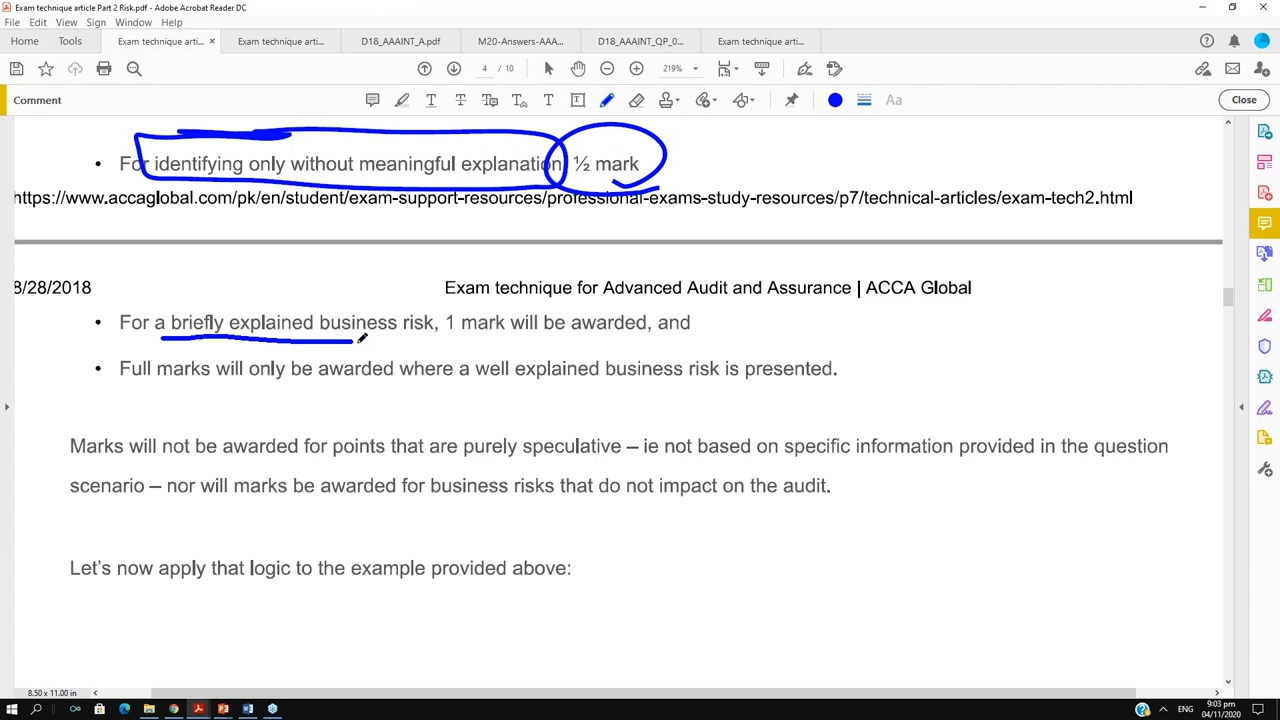 Exam technique article Part 2 Risk.pdf - Adobe Acrobat Reader DC
File Edit View Sign Window Help
Home Tools Exam technique arti... × Exam technique arti... D18_AAAINT_A.pdf M20-Answers-AAA... D18_AAAINT_QP_0... Exam technique arti...
4 / 10 219%
Comment Aa Close
• For identifying only without meaningful explanation ½ mark
https://www.accaglobal.com/pk/en/student/exam-support-resources/professional-exams-study-resources/p7/technical-articles/exam-tech2.html
8/28/2018 Exam technique for Advanced Audit and Assurance | ACCA Global
• For a briefly explained business risk, 1 mark will be awarded, and
• Full marks will only be awarded where a well explained business risk is presented.
Marks will not be awarded for points that are purely speculative – ie not based on specific information provided in the question
scenario – nor will marks be awarded for business risks that do not impact on the audit.
Let's now apply that logic to the example provided above:
8.50 x 11.00 in
ENG 9:03 pm
04/11/2020